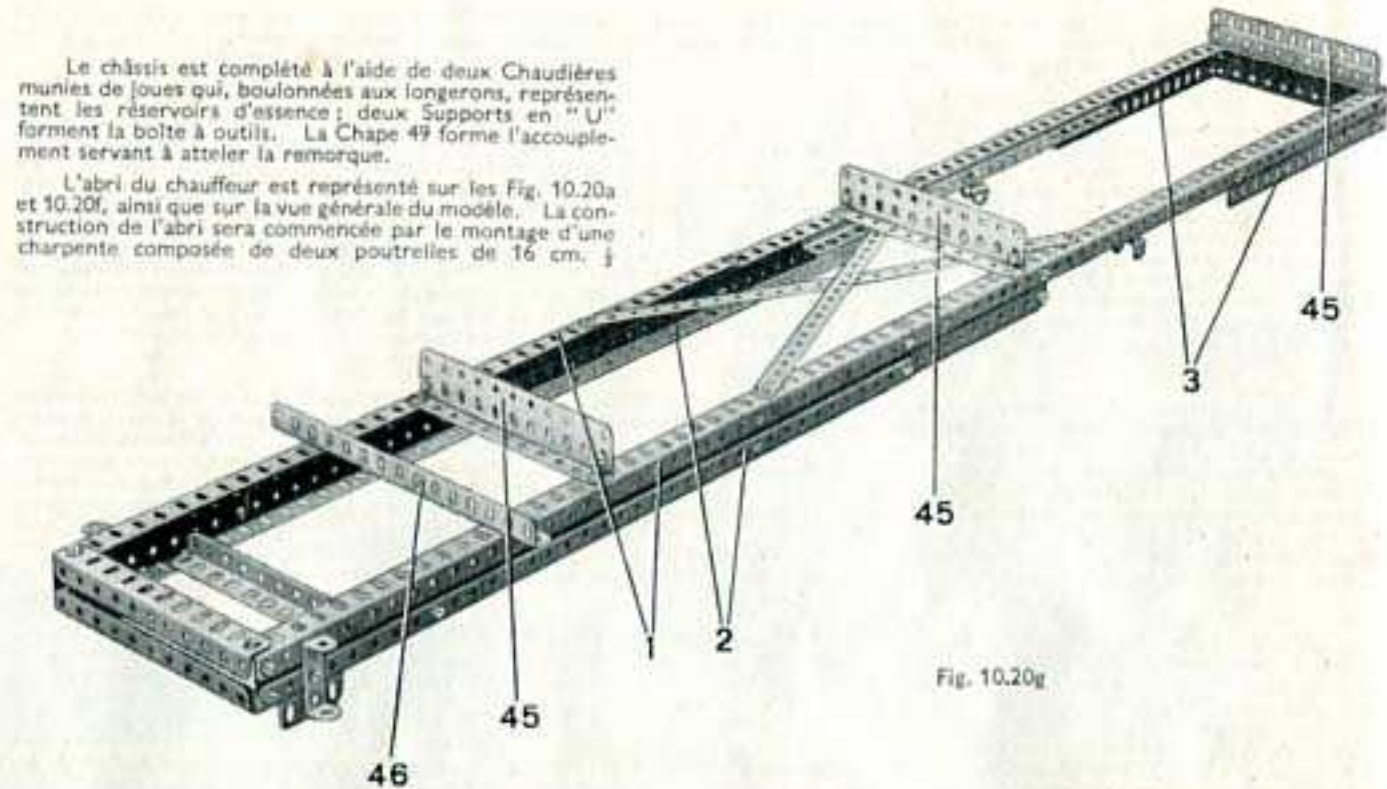 Le châssis est complété à l'aide de deux Chaudières
munies de joues qui, boulonnées aux longerons, représen-
tent les réservoirs d'essence; deux Supports en "U"
forment la boîte à outils. La Chape 49 forme l'accouple-
ment servant à atteler la remorque.
L'abri du chauffeur est représenté sur les Fig. 10.20a
et 10.20f, ainsi que sur la vue générale du modèle. La con-
struction de l'abri sera commencée par le montage d'une
charpente composée de deux poutrelles de 16 cm. ½
45
3
45
1
2
Fig. 10.20g
45
46